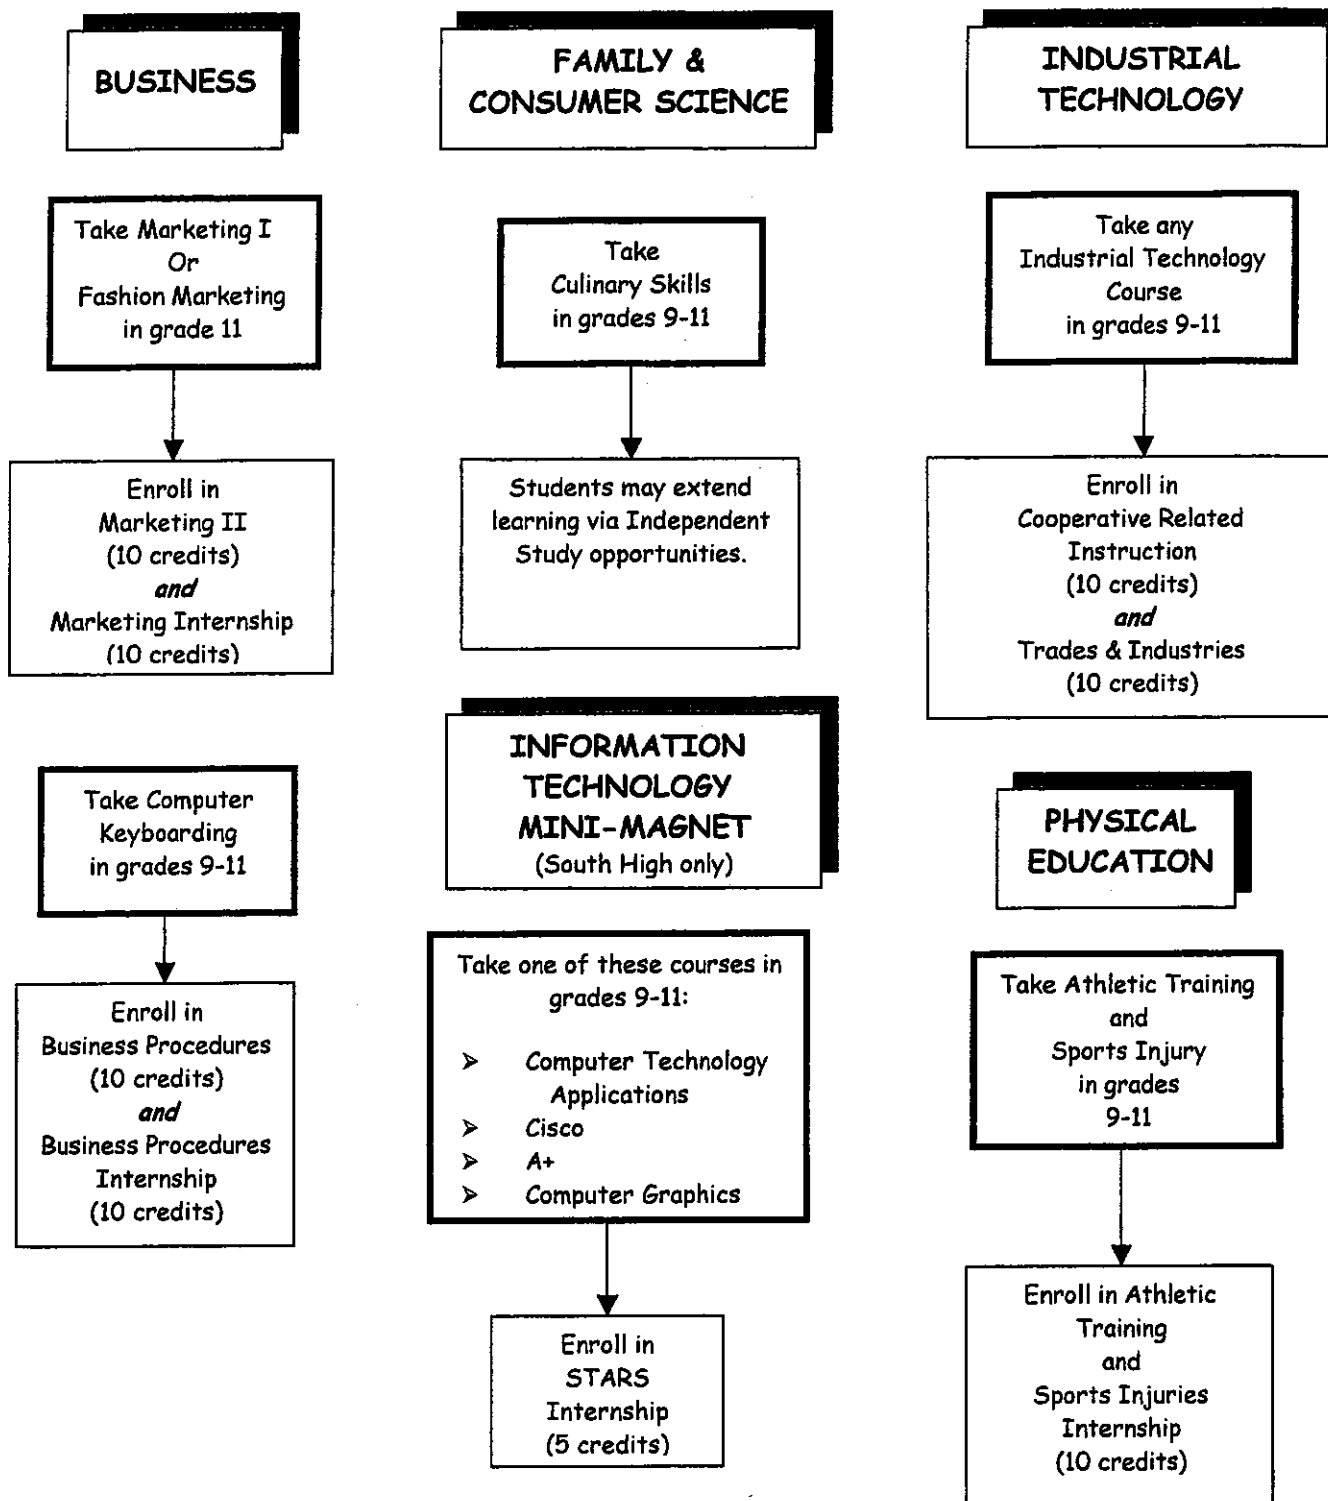 BUSINESS
Take Marketing I
Or
Fashion Marketing
in grade 11
Enroll in
Marketing II
(10 credits)
and
Marketing Internship
(10 credits)
Take Computer
Keyboarding
in grades 9-11
Enroll in
Business Procedures
(10 credits)
and
Business Procedures
Internship
(10 credits)
FAMILY &
CONSUMER SCIENCE
Take
Culinary Skills
in grades 9-11
Students may extend
learning via Independent
Study opportunities.
INFORMATION
TECHNOLOGY
MINI-MAGNET
(South High only)
Take one of these courses in
grades 9-11:
➢ Computer Technology
Applications
➢ Cisco
➢ A+
➢ Computer Graphics
Enroll in
STARS
Internship
(5 credits)
INDUSTRIAL
TECHNOLOGY
Take any
Industrial Technology
Course
in grades 9-11
Enroll in
Cooperative Related
Instruction
(10 credits)
and
Trades & Industries
(10 credits)
PHYSICAL
EDUCATION
Take Athletic Training
and
Sports Injury
in grades
9-11
Enroll in Athletic
Training
and
Sports Injuries
Internship
(10 credits)